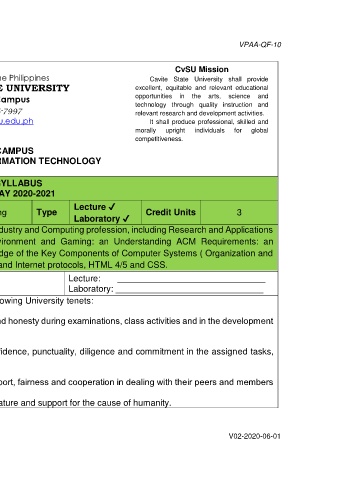 VPAA-QF-10
CvSU Mission
Cavite State University shall provide
excellent, equitable and relevant educational
opportunities in the arts, science and
technology through quality instruction and
relevant research and development activities.
It shall produce professional, skilled and
morally upright individuals for global
competitiveness.
e Philippines
E UNIVERSITY
ampus
-7997
u.edu.ph
CAMPUS
RMATION TECHNOLOGY
SYLLABUS
AY 2020-2021
ng Type Lecture ✓ Laboratory ✓ Credit Units 3
dustry and Computing profession, including Research and Applications
vironment and Gaming; an Understanding ACM Requirements: an
dge of the Key Components of Computer Systems ( Organization and
and Internet protocols, HTML 4/5 and CSS.
Lecture: ______________________________
Laboratory: ______________________________
owing University tenets:
nd honesty during examinations, class activities and in the development
fidence, punctuality, diligence and commitment in the assigned tasks,
port, fairness and cooperation in dealing with their peers and members
ature and support for the cause of humanity.
V02-2020-06-01